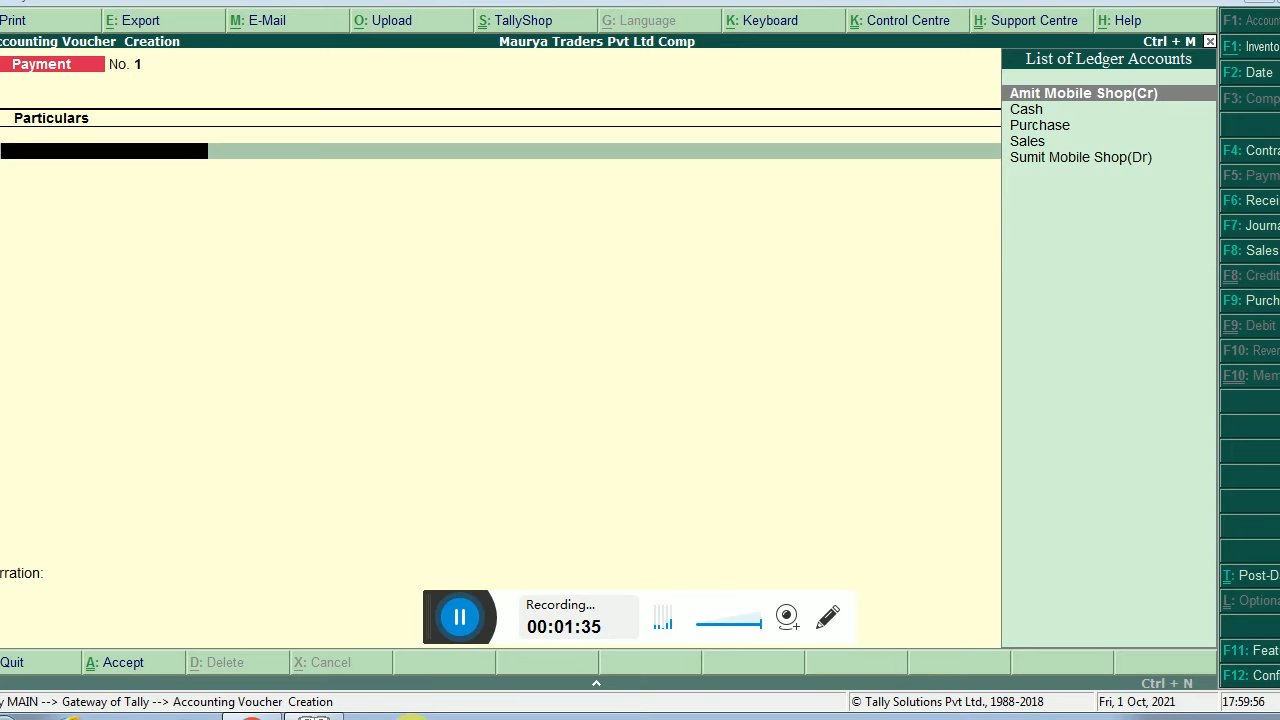 Print E: Export M: E-Mail O: Upload S: TallyShop G: Language K: Keyboard K: Control Centre H: Support Centre H: Help F1: Accoun
ccounting Voucher Creation Maurya Traders Pvt Ltd Comp Ctrl + M
F1: Invento
Payment No. 1 List of Ledger Accounts
F2: Date
Amit Mobile Shop(Cr) F3: Comp
Cash
Particulars Purchase
Sales F4: Contra
Sumit Mobile Shop(Dr)
F5: Paym
F6: Recei
F7: Journa
F8: Sales
F8: Credit
F9: Purch
F9: Debit
F10: Rever
F10: Mem
rration: T: Post-D
Recording... L: Optiona
00:01:35
F11: Feat
Quit A: Accept D: Delete X: Cancel
F12: Conf
Ctrl + N
y MAIN --> Gateway of Tally --> Accounting Voucher Creation © Tally Solutions Pvt Ltd., 1988-2018 Fri, 1 Oct, 2021 17:59:56